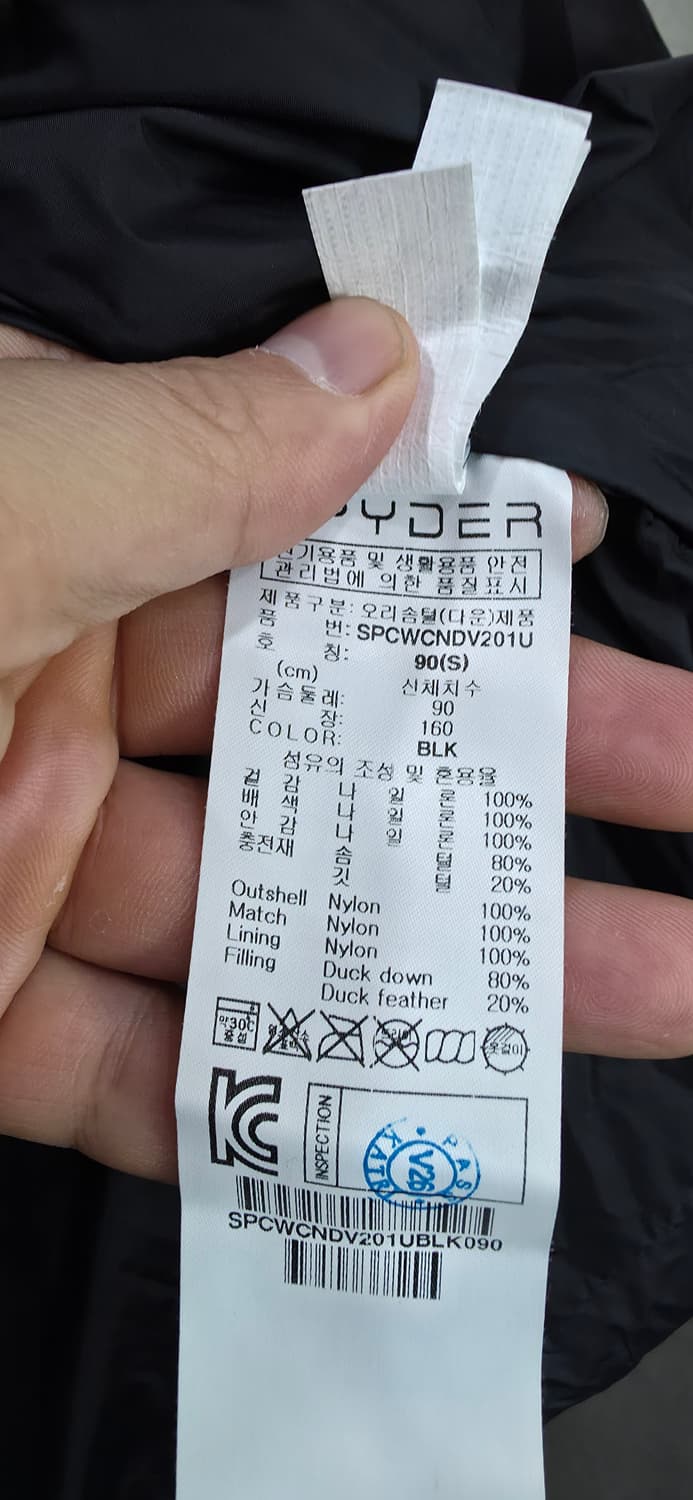 PYDER
전기용품 및 생활용품 안전
관리법에 의한 품질표시
제품구분: 오리솜털(다운)제품
품 번: SPCWCNDV201U
호 칭: 90(S)
(cm) 신체치수
가슴둘레: 90
신 장: 160
COLOR: BLK
섬유의 조성 및 혼용율
겉 감 나 일 론 100%
배 색 나 일 론 100%
안 감 나 일 론 100%
충전재 솜 털 80%
깃 털 20%
Outshell Nylon 100%
Match Nylon 100%
Lining Nylon 100%
Filling Duck down 80%
Duck feather 20%
약30℃
중성
옷걸이
KC
INSPECTION
KATRI
V26
PASS
SPCWCNDV201UBLK090